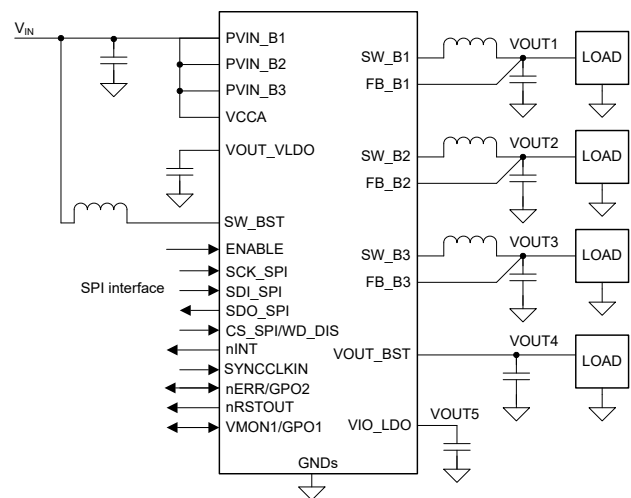 VIN
PVIN_B1
PVIN_B2
PVIN_B3
VCCA
VOUT_VLDO
SW_BST
ENABLE
SCK_SPI
SPI interface
SDI_SPI
SDO_SPI
CS_SPI/WD_DIS
nINT
SYNCCLKIN
nERR/GPO2
nRSTOUT
VMON1/GPO1
GNDs
SW_B1
VOUT1
LOAD
FB_B1
SW_B2
VOUT2
LOAD
FB_B2
SW_B3
VOUT3
LOAD
FB_B3
VOUT_BST
VOUT4
LOAD
VIO_LDO
VOUT5